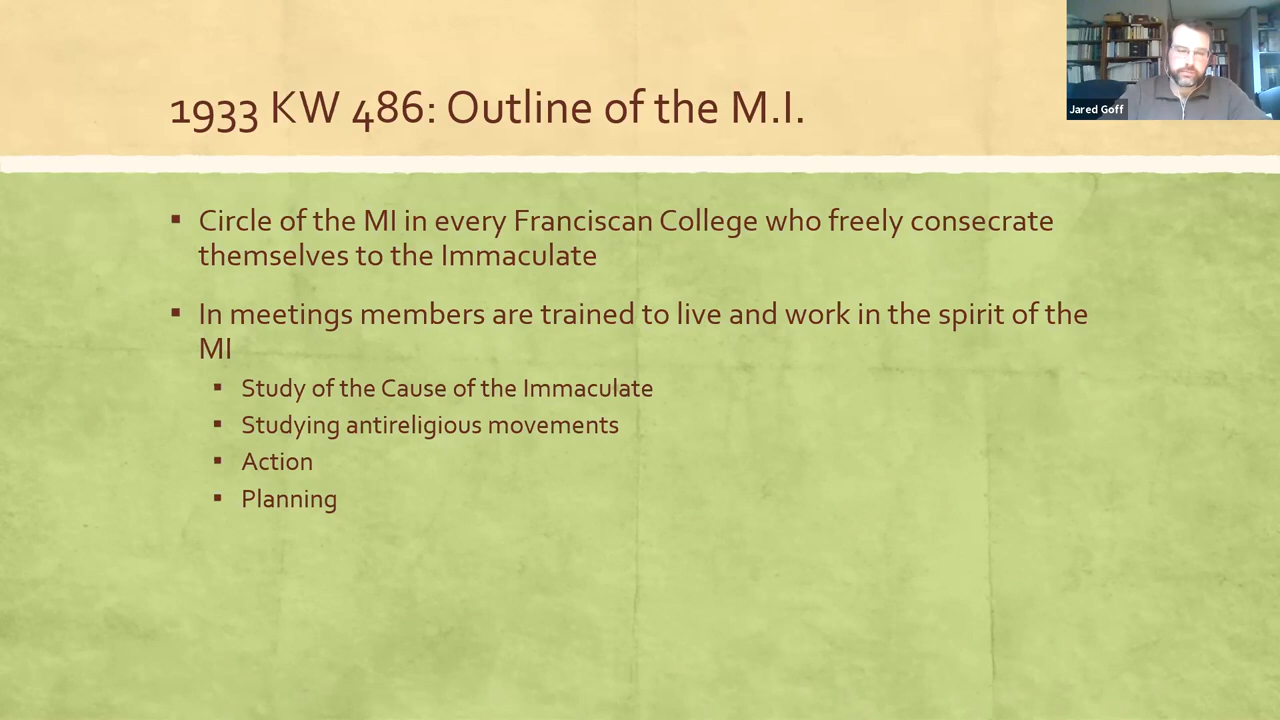 1933 KW 486: Outline of the M.I.
Jared Goff
▪ Circle of the MI in every Franciscan College who freely consecrate
themselves to the Immaculate
▪ In meetings members are trained to live and work in the spirit of the
MI
▪ Study of the Cause of the Immaculate
▪ Studying antireligious movements
▪ Action
▪ Planning